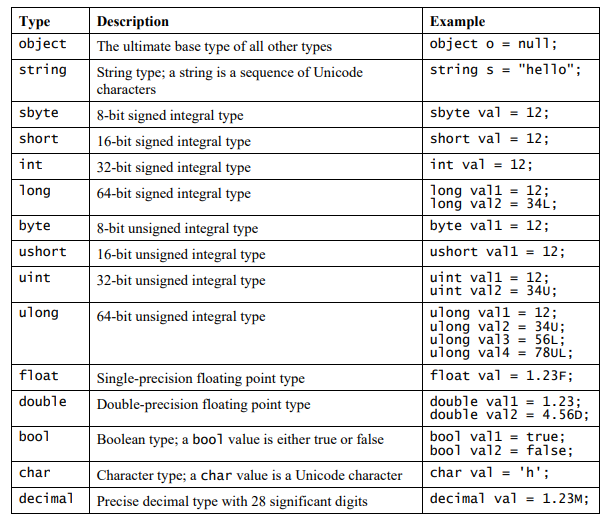 Type Description Example
object The ultimate base type of all other types object o = null;
string String type; a string is a sequence of Unicode string s = "hello";
characters
sbyte 8-bit signed integral type sbyte val = 12;
short 16-bit signed integral type short val = 12;
int 32-bit signed integral type int val = 12;
long 64-bit signed integral type long val1 = 12;
long val2 = 34L;
byte 8-bit unsigned integral type byte val1 = 12;
ushort 16-bit unsigned integral type ushort val1 = 12;
uint 32-bit unsigned integral type uint val1 = 12;
uint val2 = 34U;
ulong 64-bit unsigned integral type ulong val1 = 12;
ulong val2 = 34U;
ulong val3 = 56L;
ulong val4 = 78UL;
float Single-precision floating point type float val = 1.23F;
double Double-precision floating point type double val1 = 1.23;
double val2 = 4.56D;
bool Boolean type; a bool value is either true or false bool val1 = true;
bool val2 = false;
char Character type; a char value is a Unicode character char val = 'h';
decimal Precise decimal type with 28 significant digits decimal val = 1.23M;